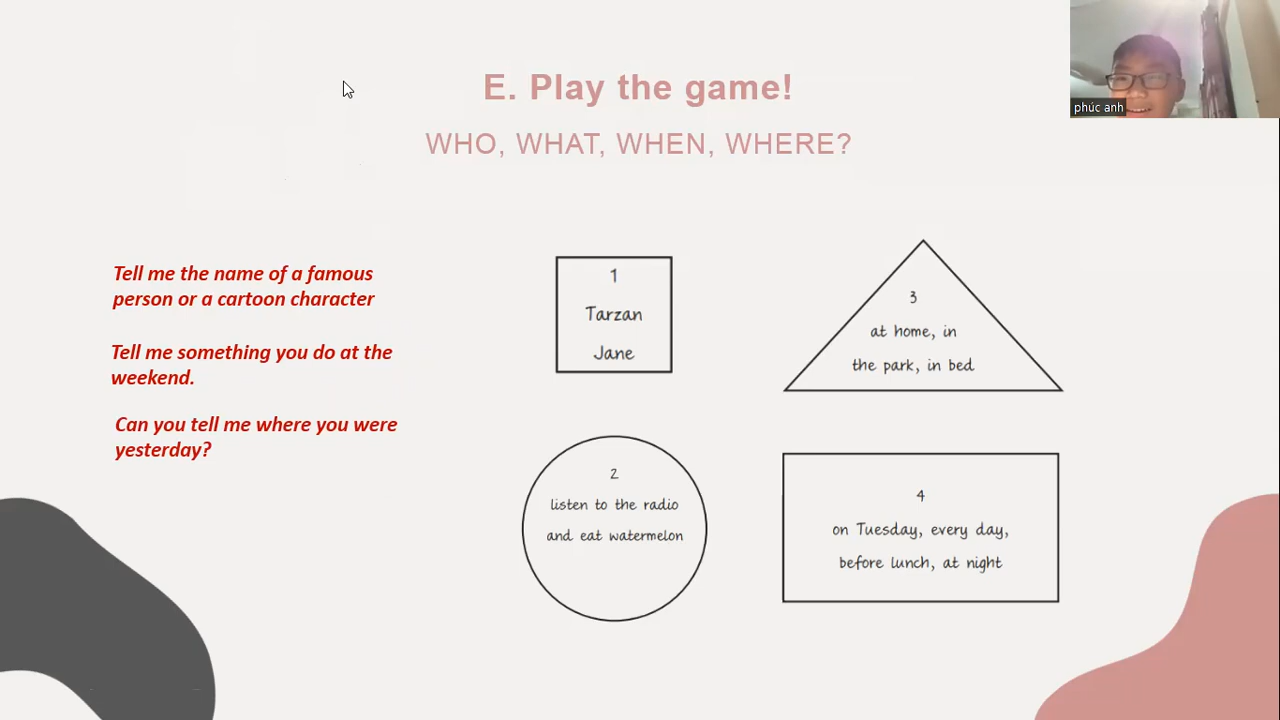 E. Play the game!
WHO, WHAT, WHEN, WHERE?
phúc anh
Tell me the name of a famous
person or a cartoon character
Tell me something you do at the
weekend.
Can you tell me where you were
yesterday?
1
Tarzan
Jane
3
at home, in
the park, in bed
2
listen to the radio
and eat watermelon
4
on Tuesday, every day,
before lunch, at night